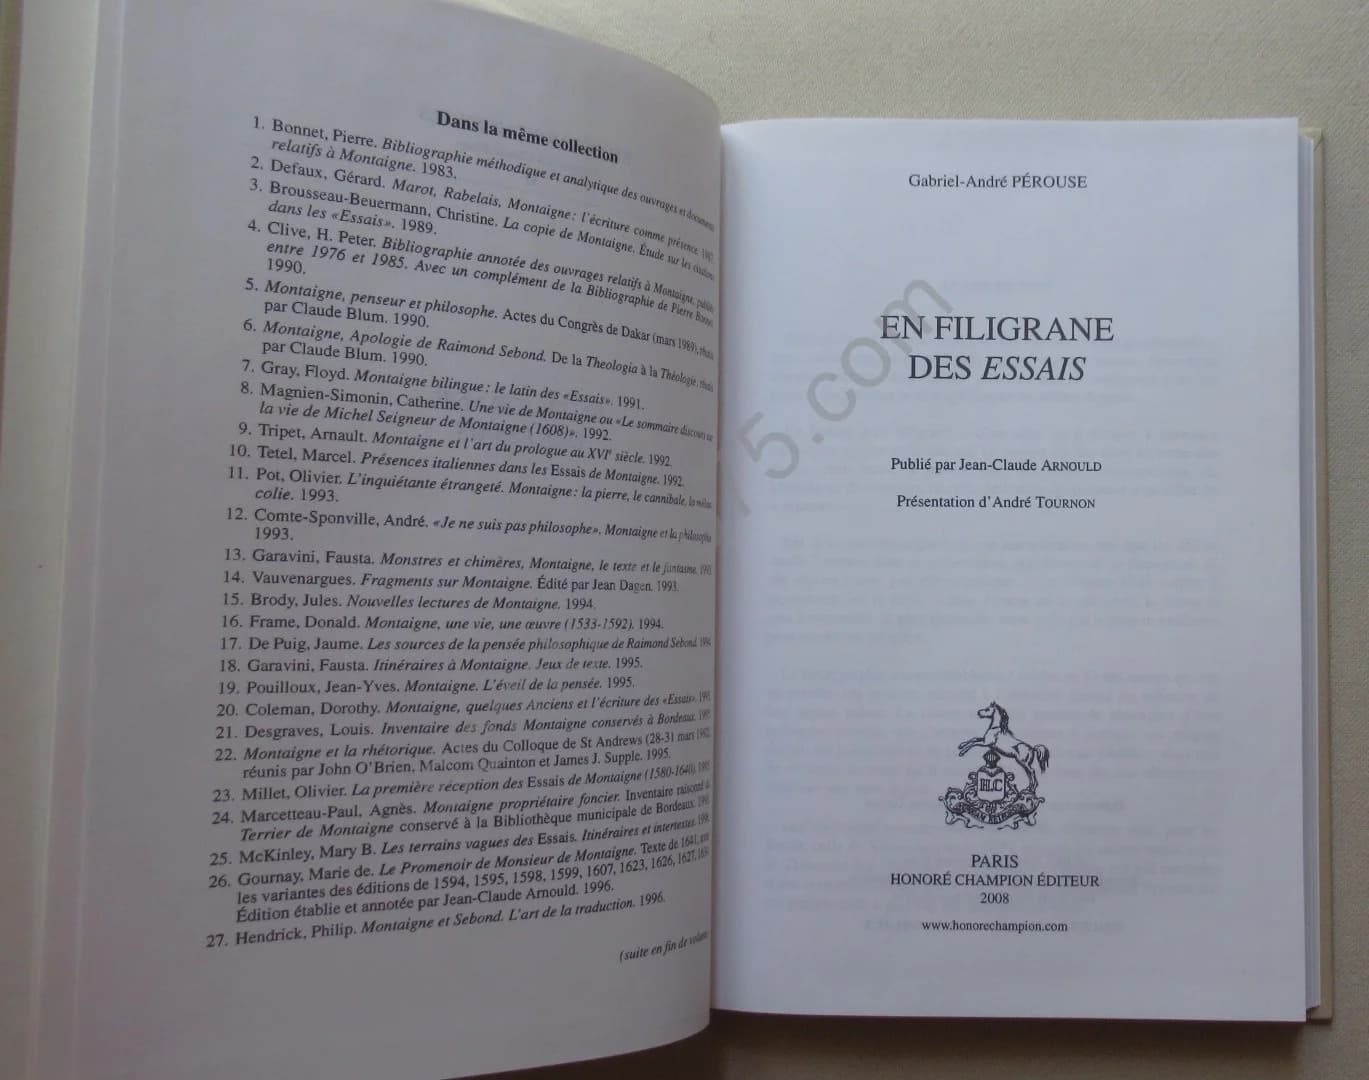 Dans la même collection
1. Bonnet, Pierre. Bibliographie méthodique et analytique des ouvrages et documents
relatifs à Montaigne. 1983.
2. Defaux, Gérard. Marot, Rabelais, Montaigne : l'écriture comme présence. 1987.
3. Brousseau-Beuermann, Christine. La copie de Montaigne. Étude sur les citations
dans les «Essais». 1989.
4. Clive, H. Peter. Bibliographie annotée des ouvrages relatifs à Montaigne, publiés
entre 1976 et 1985. Avec un complément de la Bibliographie de Pierre Bonnet.
1990.
5. Montaigne, penseur et philosophe. Actes du Congrès de Dakar (mars 1989),
par Claude Blum. 1990.
6. Montaigne, Apologie de Raimond Sebond. De la Theologia à la Théologie,
par Claude Blum. 1990.
7. Gray, Floyd. Montaigne bilingue : le latin des «Essais». 1991.
8. Magnien-Simonin, Catherine. Une vie de Montaigne ou «Le sommaire discours sur
la vie de Michel Seigneur de Montaigne (1608)». 1992.
9. Tripet, Arnault. Montaigne et l'art du prologue au XVIe siècle. 1992.
10. Tetel, Marcel. Présences italiennes dans les Essais de Montaigne. 1992.
11. Pot, Olivier. L'inquiétante étrangeté. Montaigne : la pierre, le cannibale, la mélan
colie. 1993.
12. Comte-Sponville, André. «Je ne suis pas philosophe». Montaigne et la philosophie
1993.
13. Garavini, Fausta. Monstres et chimères, Montaigne, le texte et le fantasme. 1993
14. Vauvenargues. Fragments sur Montaigne. Édité par Jean Dagen. 1993.
15. Brody, Jules. Nouvelles lectures de Montaigne. 1994.
16. Frame, Donald. Montaigne, une vie, une œuvre (1533-1592). 1994.
17. De Puig, Jaume. Les sources de la pensée philosophique de Raimond Sebond. 1994
18. Garavini, Fausta. Itinéraires à Montaigne. Jeux de texte. 1995.
19. Pouilloux, Jean-Yves. Montaigne. L'éveil de la pensée. 1995.
20. Coleman, Dorothy. Montaigne, quelques Anciens et l'écriture des «Essais». 1995
21. Desgraves, Louis. Inventaire des fonds Montaigne conservés à Bordeaux. 1995
22. Montaigne et la rhétorique. Actes du Colloque de St Andrews (28-31 mars 1992)
réunis par John O'Brien, Malcom Quainton et James J. Supple. 1995.
23. Millet, Olivier. La première réception des Essais de Montaigne (1580-1640). 1995
24. Marcetteau-Paul, Agnès. Montaigne propriétaire foncier. Inventaire raisonné du
Terrier de Montaigne conservé à la Bibliothèque municipale de Bordeaux. 1995
25. McKinley, Mary B. Les terrains vagues des Essais. Itinéraires et intertextes. 1996
26. Gournay, Marie de. Le Promenoir de Monsieur de Montaigne. Texte de 1641, avec
les variantes des éditions de 1594, 1595, 1598, 1599, 1607, 1623, 1626, 1627, 1634
Édition établie et annotée par Jean-Claude Arnould. 1996.
27. Hendrick, Philip. Montaigne et Sebond. L'art de la traduction. 1996.
(suite en fin de volume
Gabriel-André PÉROUSE
EN FILIGRANE
DES ESSAIS
Publié par Jean-Claude ARNOULD
Présentation d'André TOURNON
HLC
PARIS
HONORÉ CHAMPION ÉDITEUR
2008
www.honorechampion.com